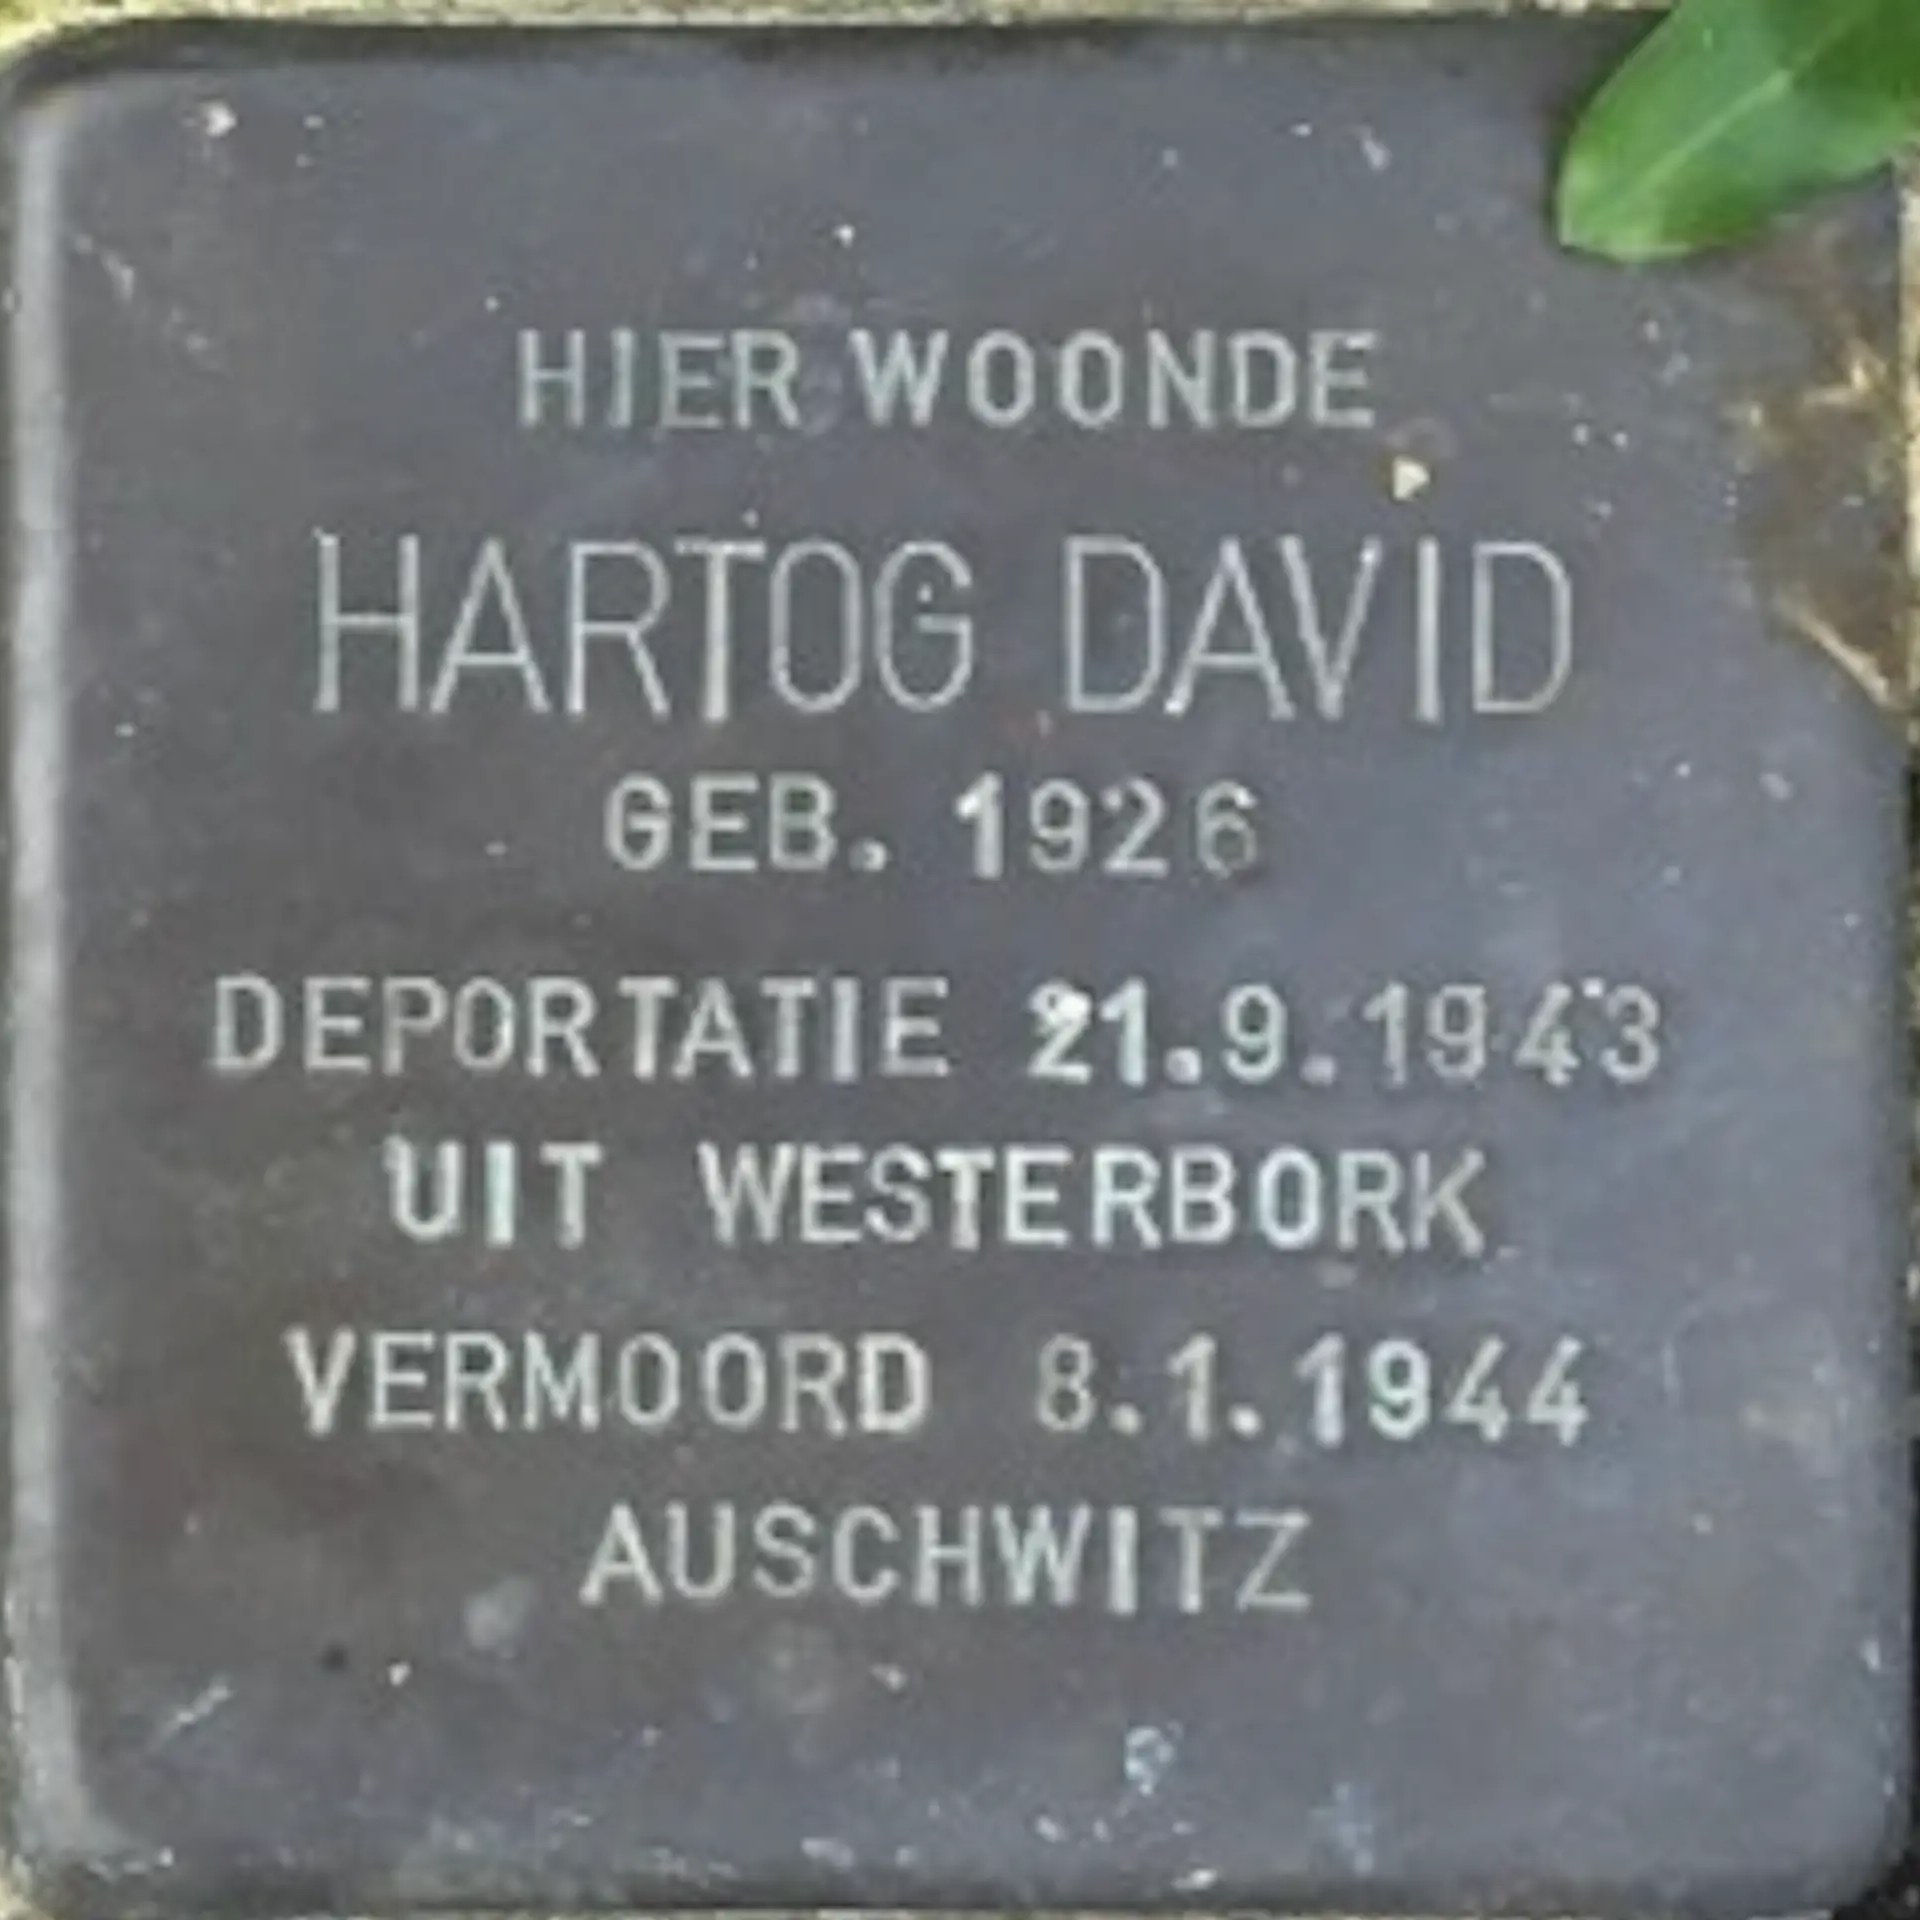 HIER WOONDE
HARTOG DAVID
GEB. 1926
DEPORTATIE 21.9.1943
UIT WESTERBORK
VERMOORD 8.1.1944
AUSCHWITZ